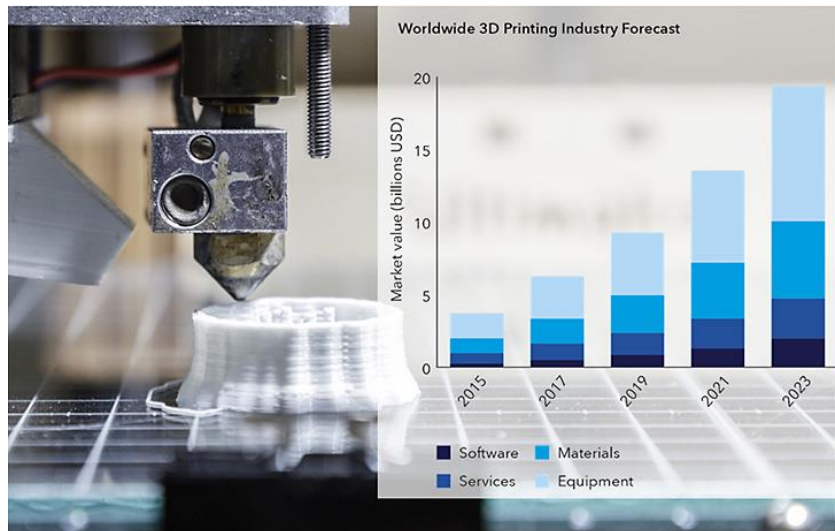 Worldwide 3D Printing Industry Forecast
Market value (billions USD)
20
15
10
5
0
2015
2017
2019
2021
2023
Software
Materials
Services
Equipment